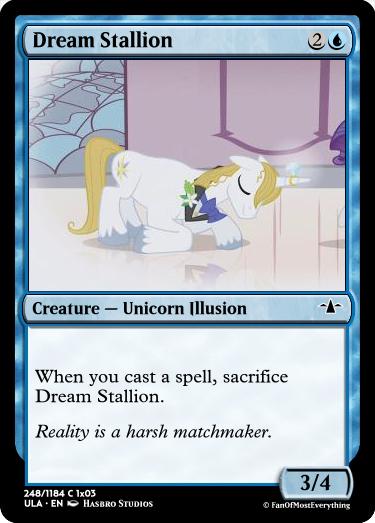 Dream Stallion 2
Creature — Unicorn Illusion
When you cast a spell, sacrifice
Dream Stallion.
Reality is a harsh matchmaker.
3/4
248/1184 C 1x03
ULA • EN Hasbro Studios
© FanOfMostEverything